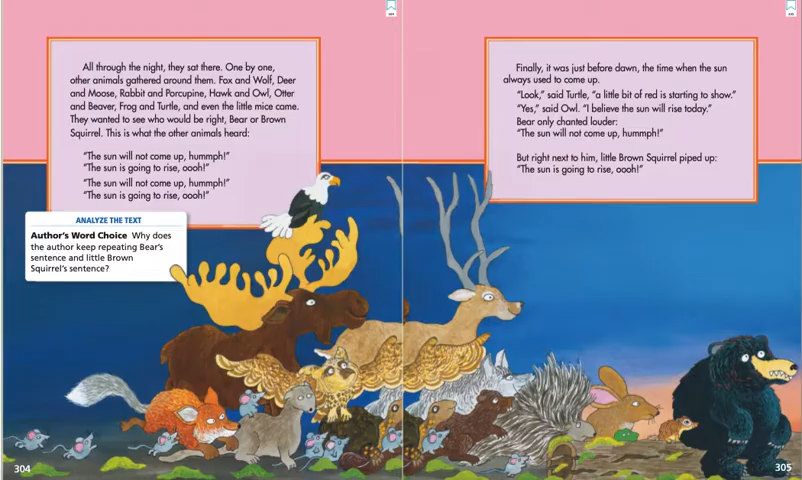 All through the night, they sat there. One by one,
other animals gathered around them. Fox and Wolf, Deer
and Moose, Rabbit and Porcupine, Hawk and Owl, Otter
and Beaver, Frog and Turtle, and even the little mice came.
They wanted to see who would be right, Bear or Brown
Squirrel. This is what the other animals heard:
"The sun will not come up, hummph!"
"The sun is going to rise, oooh!"
"The sun will not come up, hummph!"
"The sun is going to rise, oooh!"
ANALYZE THE TEXT
Author's Word Choice Why does
the author keep repeating Bear's
sentence and little Brown
Squirrel's sentence?
304
Finally, it was just before dawn, the time when the sun
always used to come up.
"Look," said Turtle, "a little bit of red is starting to show."
"Yes," said Owl. "I believe the sun will rise today."
Bear only chanted louder:
"The sun will not come up, hummph!"
But right next to him, little Brown Squirrel piped up:
"The sun is going to rise, oooh!"
305